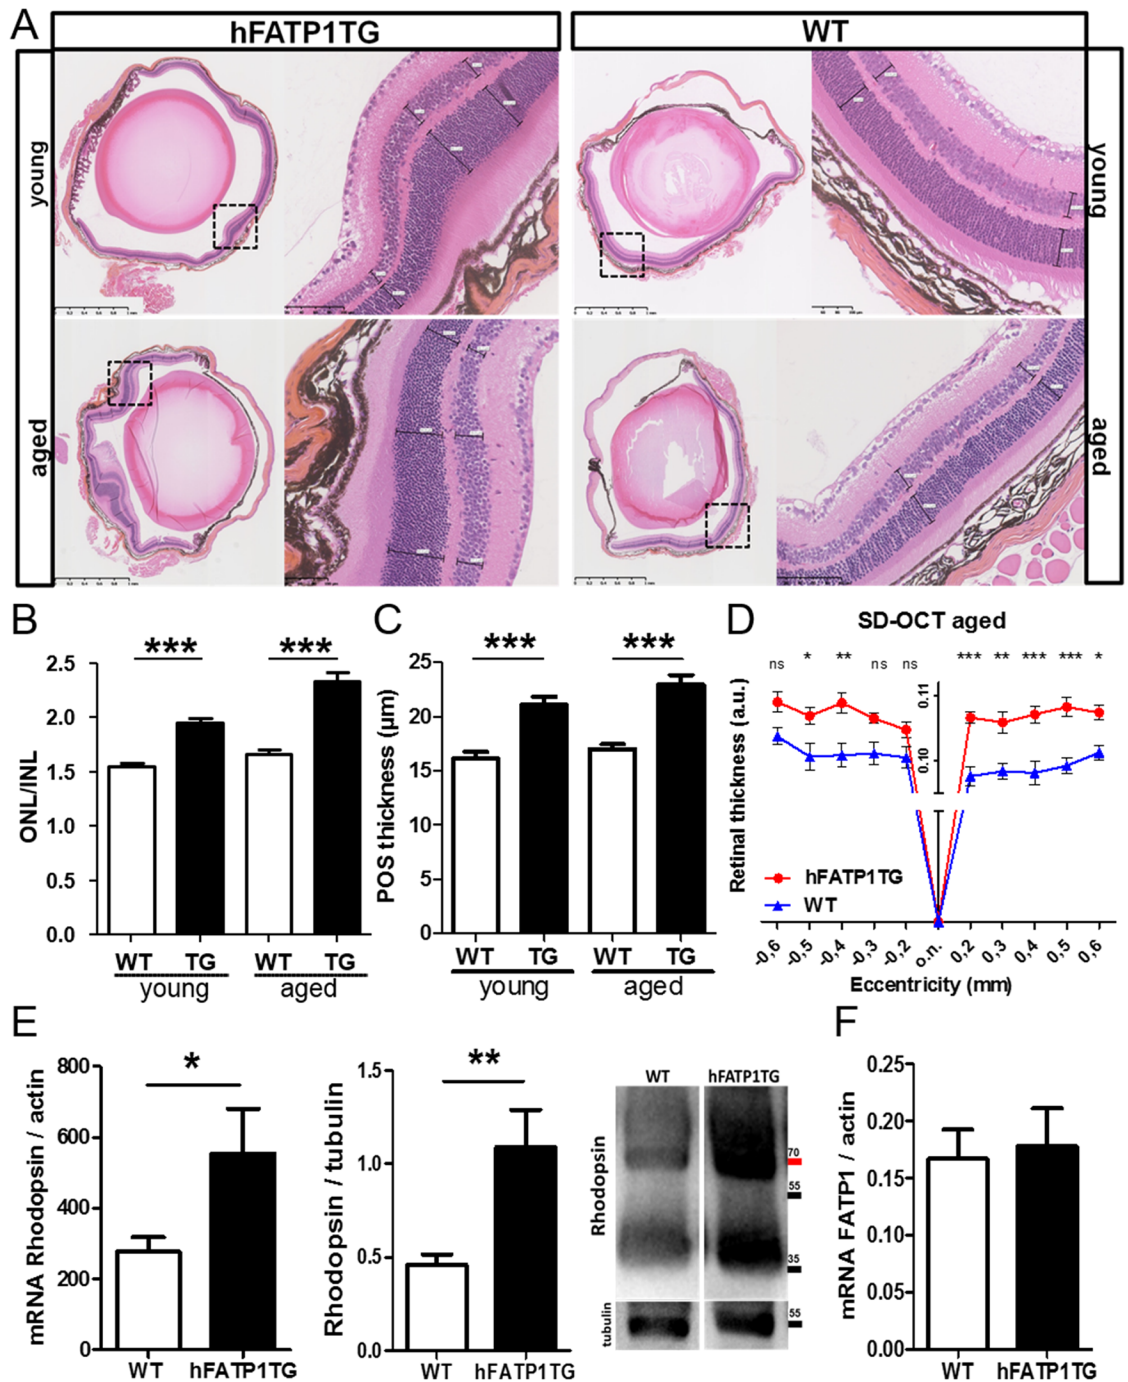 A
hFATP1TG
WT
young
young
aged
aged
B
***
***
ONL/INL
2.5
2.0
1.5
1.0
0.5
0.0
WT
TG
WT
TG
young
aged
C
***
***
POS thickness (µm)
25
20
15
10
5
0
WT
TG
WT
TG
young
aged
D
SD-OCT aged
ns
*
**
ns
ns
***
**
***
***
*
Retinal thickness (a.u.)
0.11
0.10
hFATP1TG
WT
-0,6
-0,5
-0,4
-0,3
-0,2
o.n.
0,2
0,3
0,4
0,5
0,6
Eccentricity (mm)
E
*
mRNA Rhodopsin / actin
800
600
400
200
0
WT
hFATP1TG
**
Rhodopsin / tubulin
1.5
1.0
0.5
0.0
WT
hFATP1TG
WT
hFATP1TG
Rhodopsin
70
55
35
tubulin
55
F
mRNA FATP1 / actin
0.25
0.20
0.15
0.10
0.05
0.00
WT
hFATP1TG